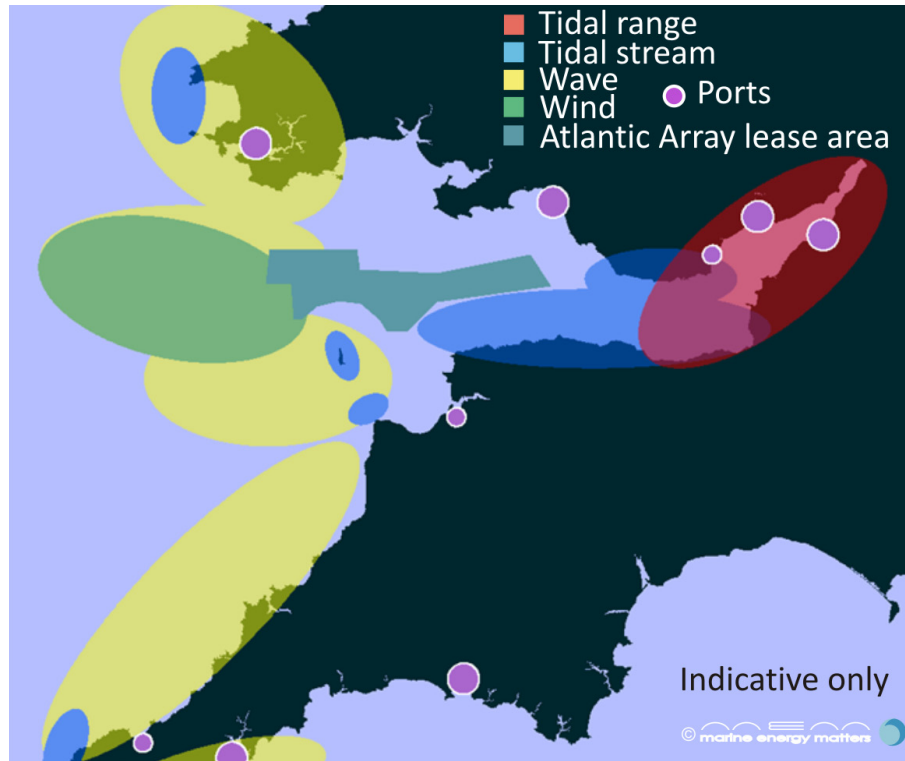 Tidal range
Tidal stream
Wave
Wind
Ports
Atlantic Array lease area
Indicative only
© marine energy matters